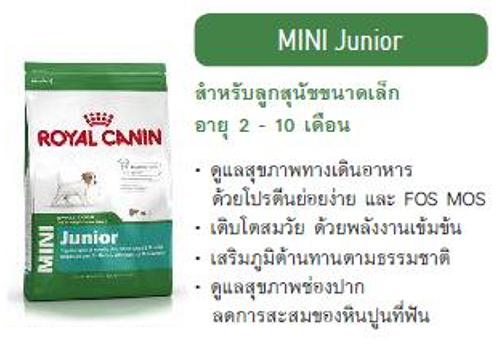 MINI Junior
สำหรับลูกสุนัขขนาดเล็ก
อายุ 2 - 10 เดือน
• ดูแลสุขภาพทางเดินอาหาร
ด้วยโปรตีนย่อยง่าย และ FOS MOS
• เติบโตสมวัย ด้วยพลังงานเข้มข้น
• เสริมภูมิต้านทานตามธรรมชาติ
• ดูแลสุขภาพช่องปาก
ลดการสะสมของหินปูนที่ฟัน
ROYAL CANIN
MINI
Junior